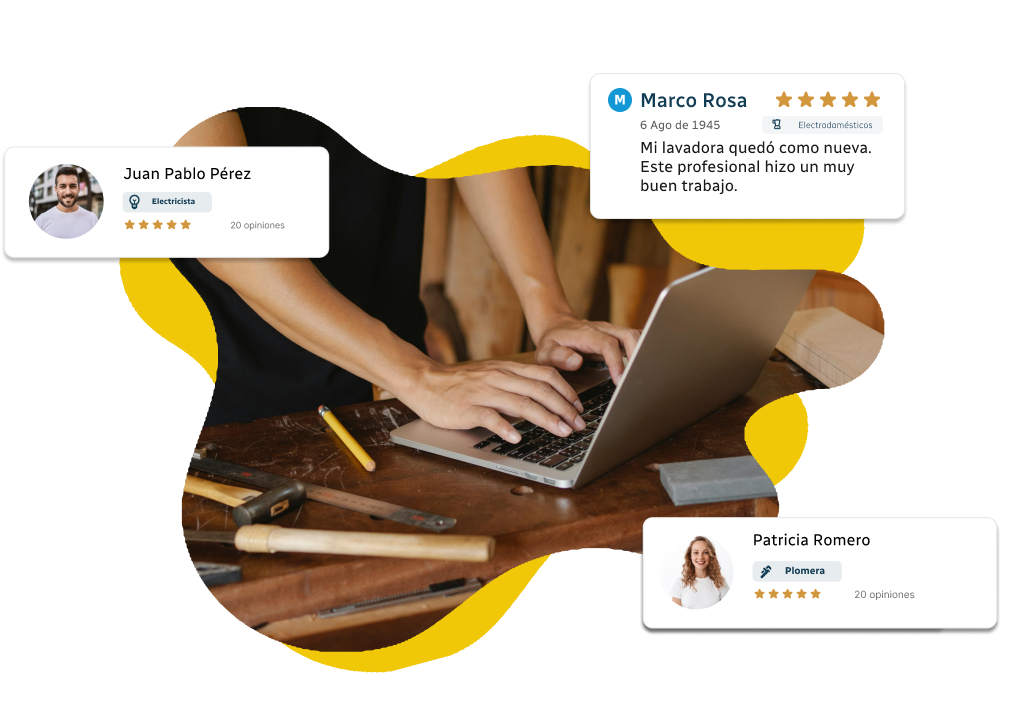 M Marco Rosa
6 Ago de 1945
Electrodomésticos
Mi lavadora quedó como nueva.
Este profesional hizo un muy
buen trabajo.
Juan Pablo Pérez
Electricista
20 opiniones
Patricia Romero
Plomera
20 opiniones